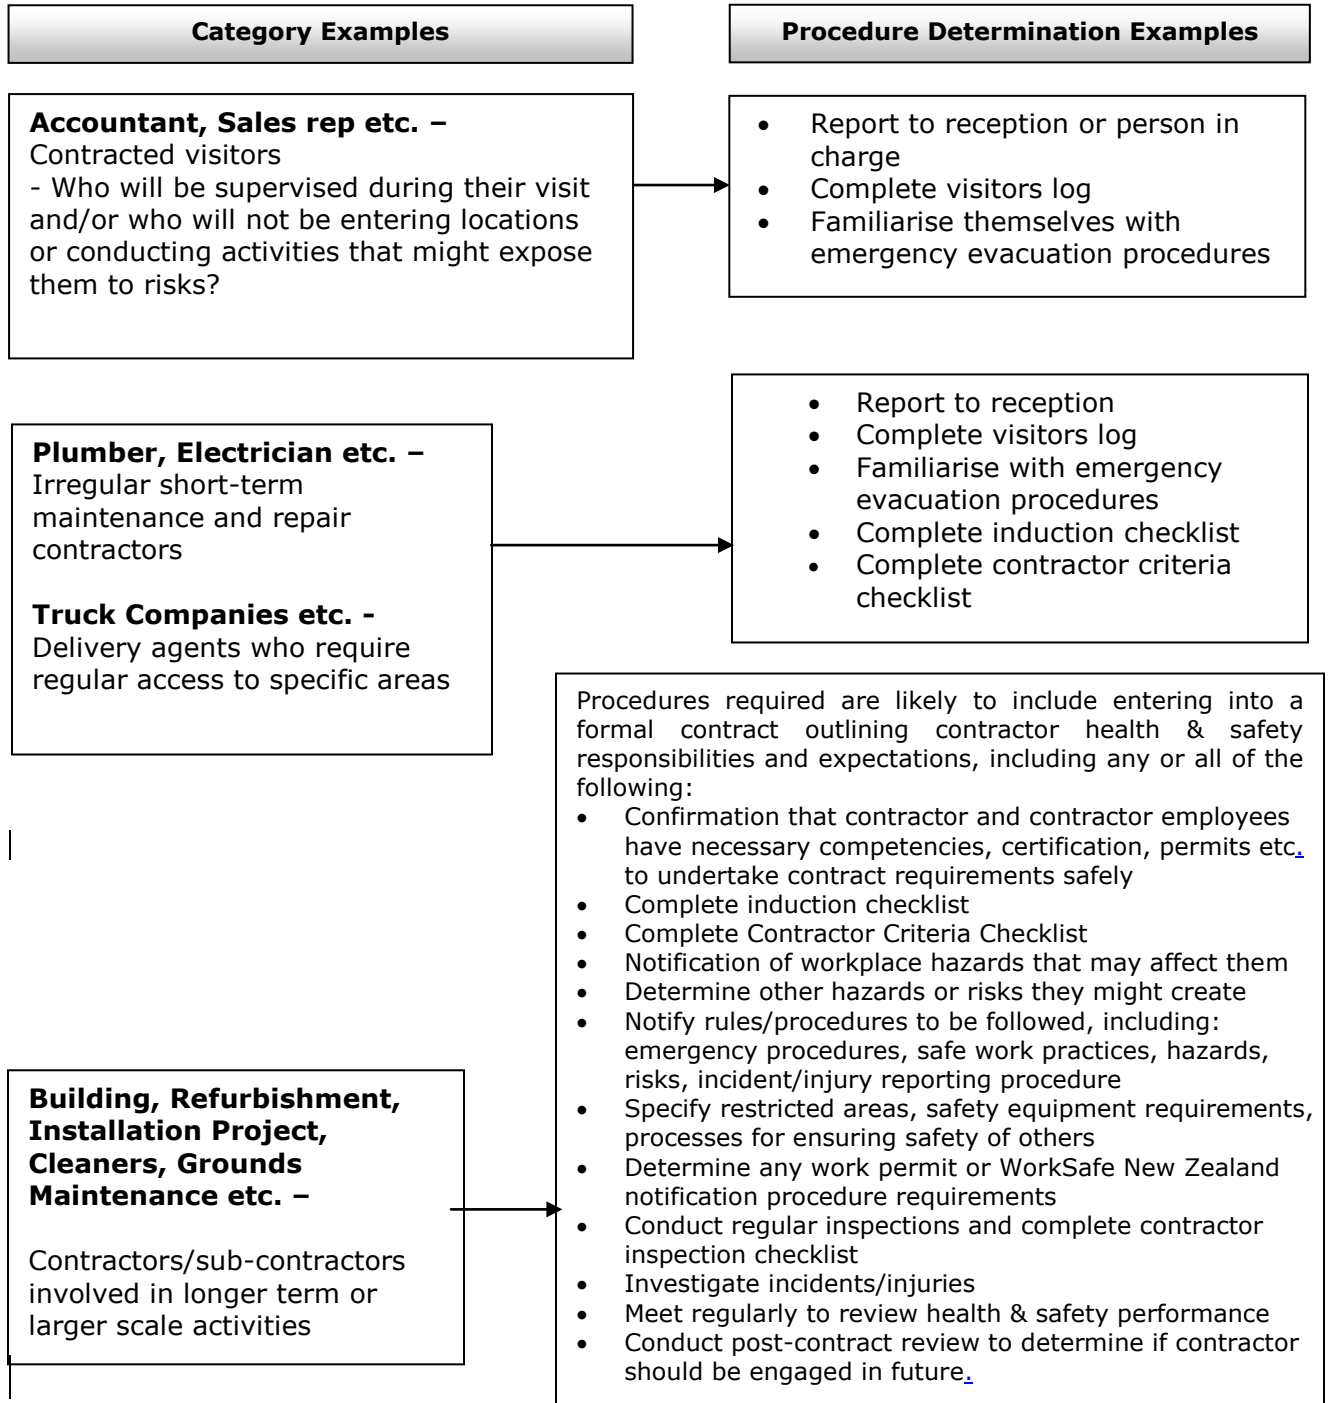 Category Examples
Procedure Determination Examples
Accountant, Sales rep etc. –
Contracted visitors
- Who will be supervised during their visit
and/or who will not be entering locations
or conducting activities that might expose
them to risks?
• Report to reception or person in
charge
• Complete visitors log
• Familiarise themselves with
emergency evacuation procedures
Plumber, Electrician etc. –
Irregular short-term
maintenance and repair
contractors
Truck Companies etc. -
Delivery agents who require
regular access to specific areas
• Report to reception
• Complete visitors log
• Familiarise with emergency
evacuation procedures
• Complete induction checklist
• Complete contractor criteria
checklist
Building, Refurbishment,
Installation Project,
Cleaners, Grounds
Maintenance etc. –
Contractors/sub-contractors
involved in longer term or
larger scale activities
Procedures required are likely to include entering into a
formal contract outlining contractor health & safety
responsibilities and expectations, including any or all of the
following:
• Confirmation that contractor and contractor employees
have necessary competencies, certification, permits etc.
to undertake contract requirements safely
• Complete induction checklist
• Complete Contractor Criteria Checklist
• Notification of workplace hazards that may affect them
• Determine other hazards or risks they might create
• Notify rules/procedures to be followed, including:
emergency procedures, safe work practices, hazards,
risks, incident/injury reporting procedure
• Specify restricted areas, safety equipment requirements,
processes for ensuring safety of others
• Determine any work permit or WorkSafe New Zealand
notification procedure requirements
• Conduct regular inspections and complete contractor
inspection checklist
• Investigate incidents/injuries
• Meet regularly to review health & safety performance
• Conduct post-contract review to determine if contractor
should be engaged in future.